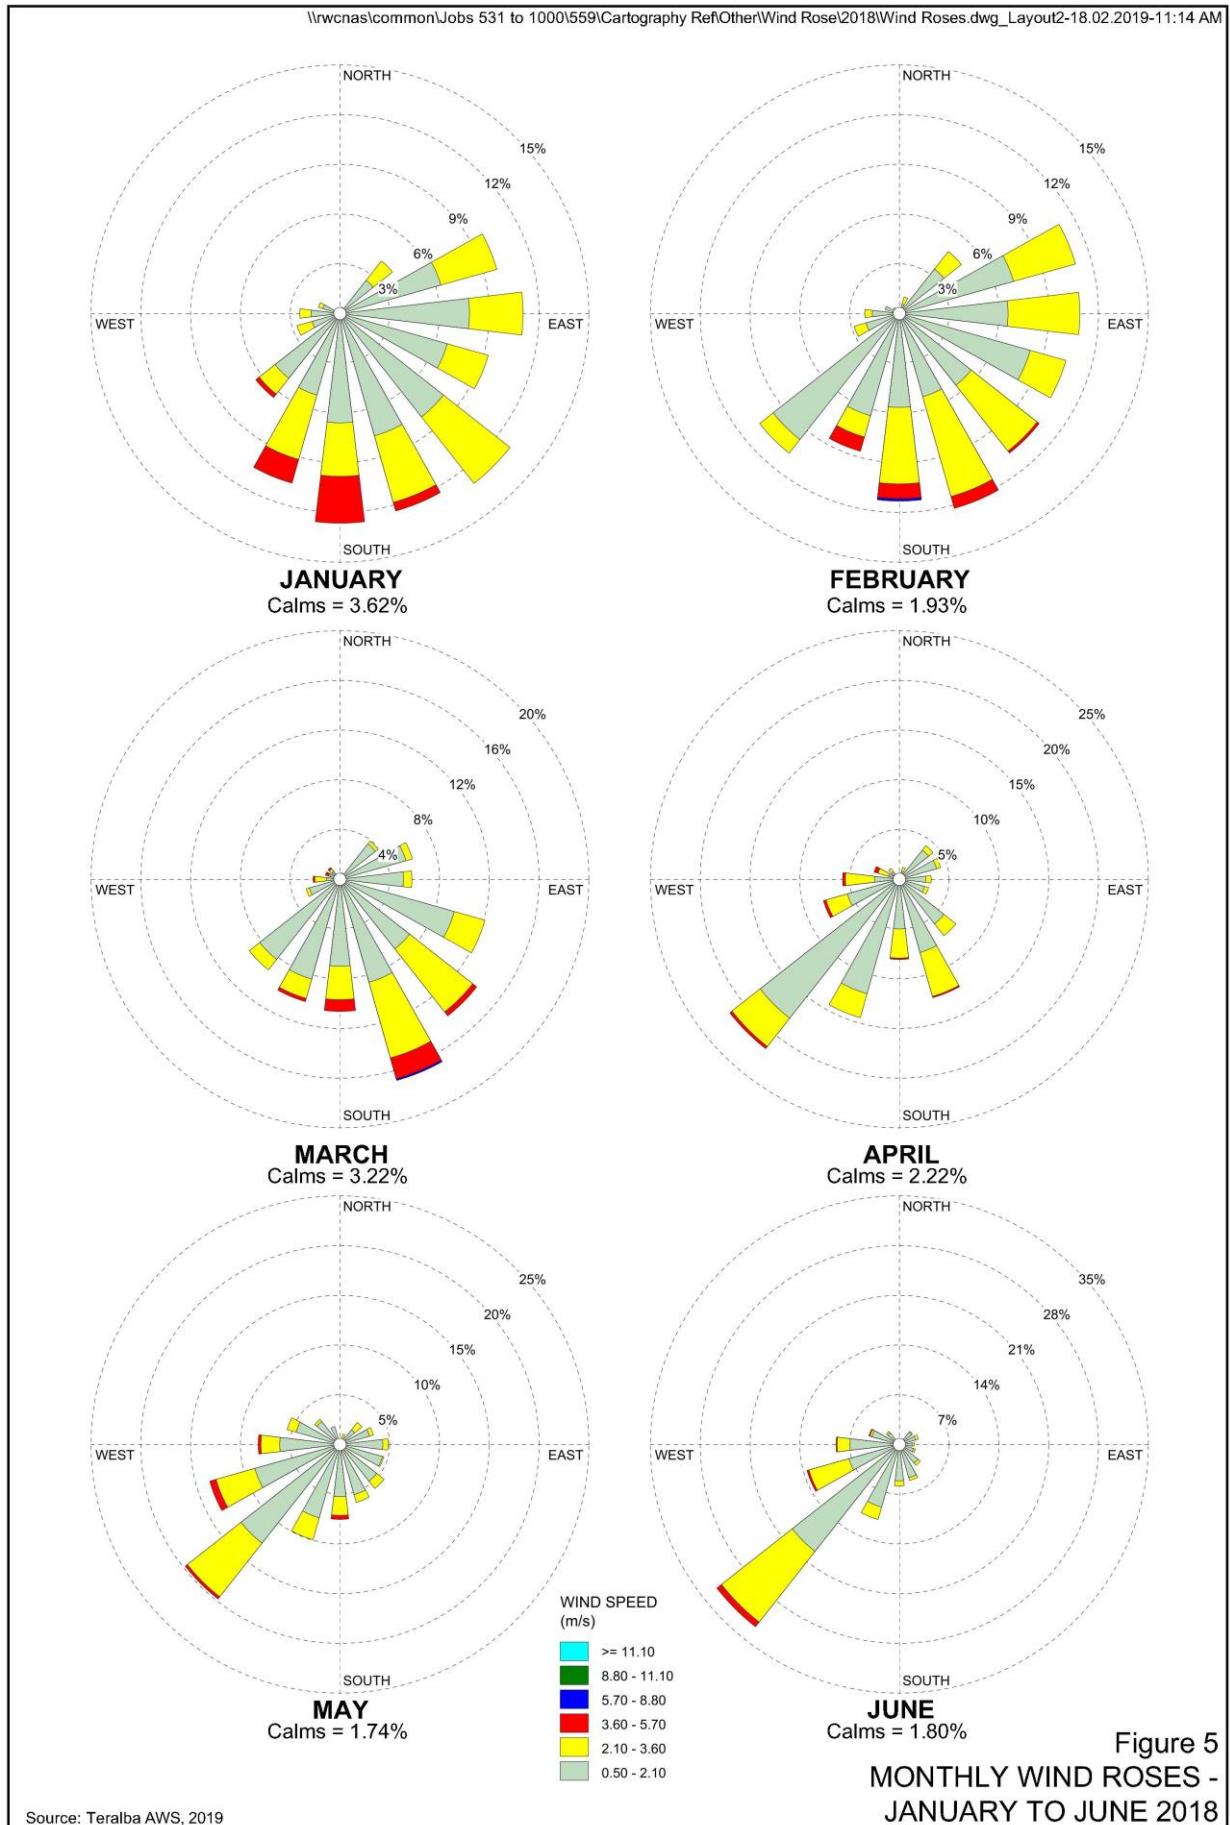 \\rwcnas\common\Jobs 531 to 1000\559\Cartography Ref\Other\Wind Rose\2018\Wind Roses.dwg_Layout2-18.02.2019-11:14 AM
NORTH
15%
12%
9%
6%
3%
WEST
EAST
SOUTH
JANUARY
Calms = 3.62%
NORTH
15%
12%
9%
6%
3%
WEST
EAST
SOUTH
FEBRUARY
Calms = 1.93%
NORTH
20%
16%
12%
8%
4%
WEST
EAST
SOUTH
MARCH
Calms = 3.22%
NORTH
25%
20%
15%
10%
5%
WEST
EAST
SOUTH
APRIL
Calms = 2.22%
NORTH
25%
20%
15%
10%
5%
WEST
EAST
SOUTH
MAY
Calms = 1.74%
NORTH
35%
28%
21%
14%
7%
WEST
EAST
SOUTH
JUNE
Calms = 1.80%
WIND SPEED
(m/s)
>= 11.10
8.80 - 11.10
5.70 - 8.80
3.60 - 5.70
2.10 - 3.60
0.50 - 2.10
Figure 5
MONTHLY WIND ROSES -
JANUARY TO JUNE 2018
Source: Teralba AWS, 2019